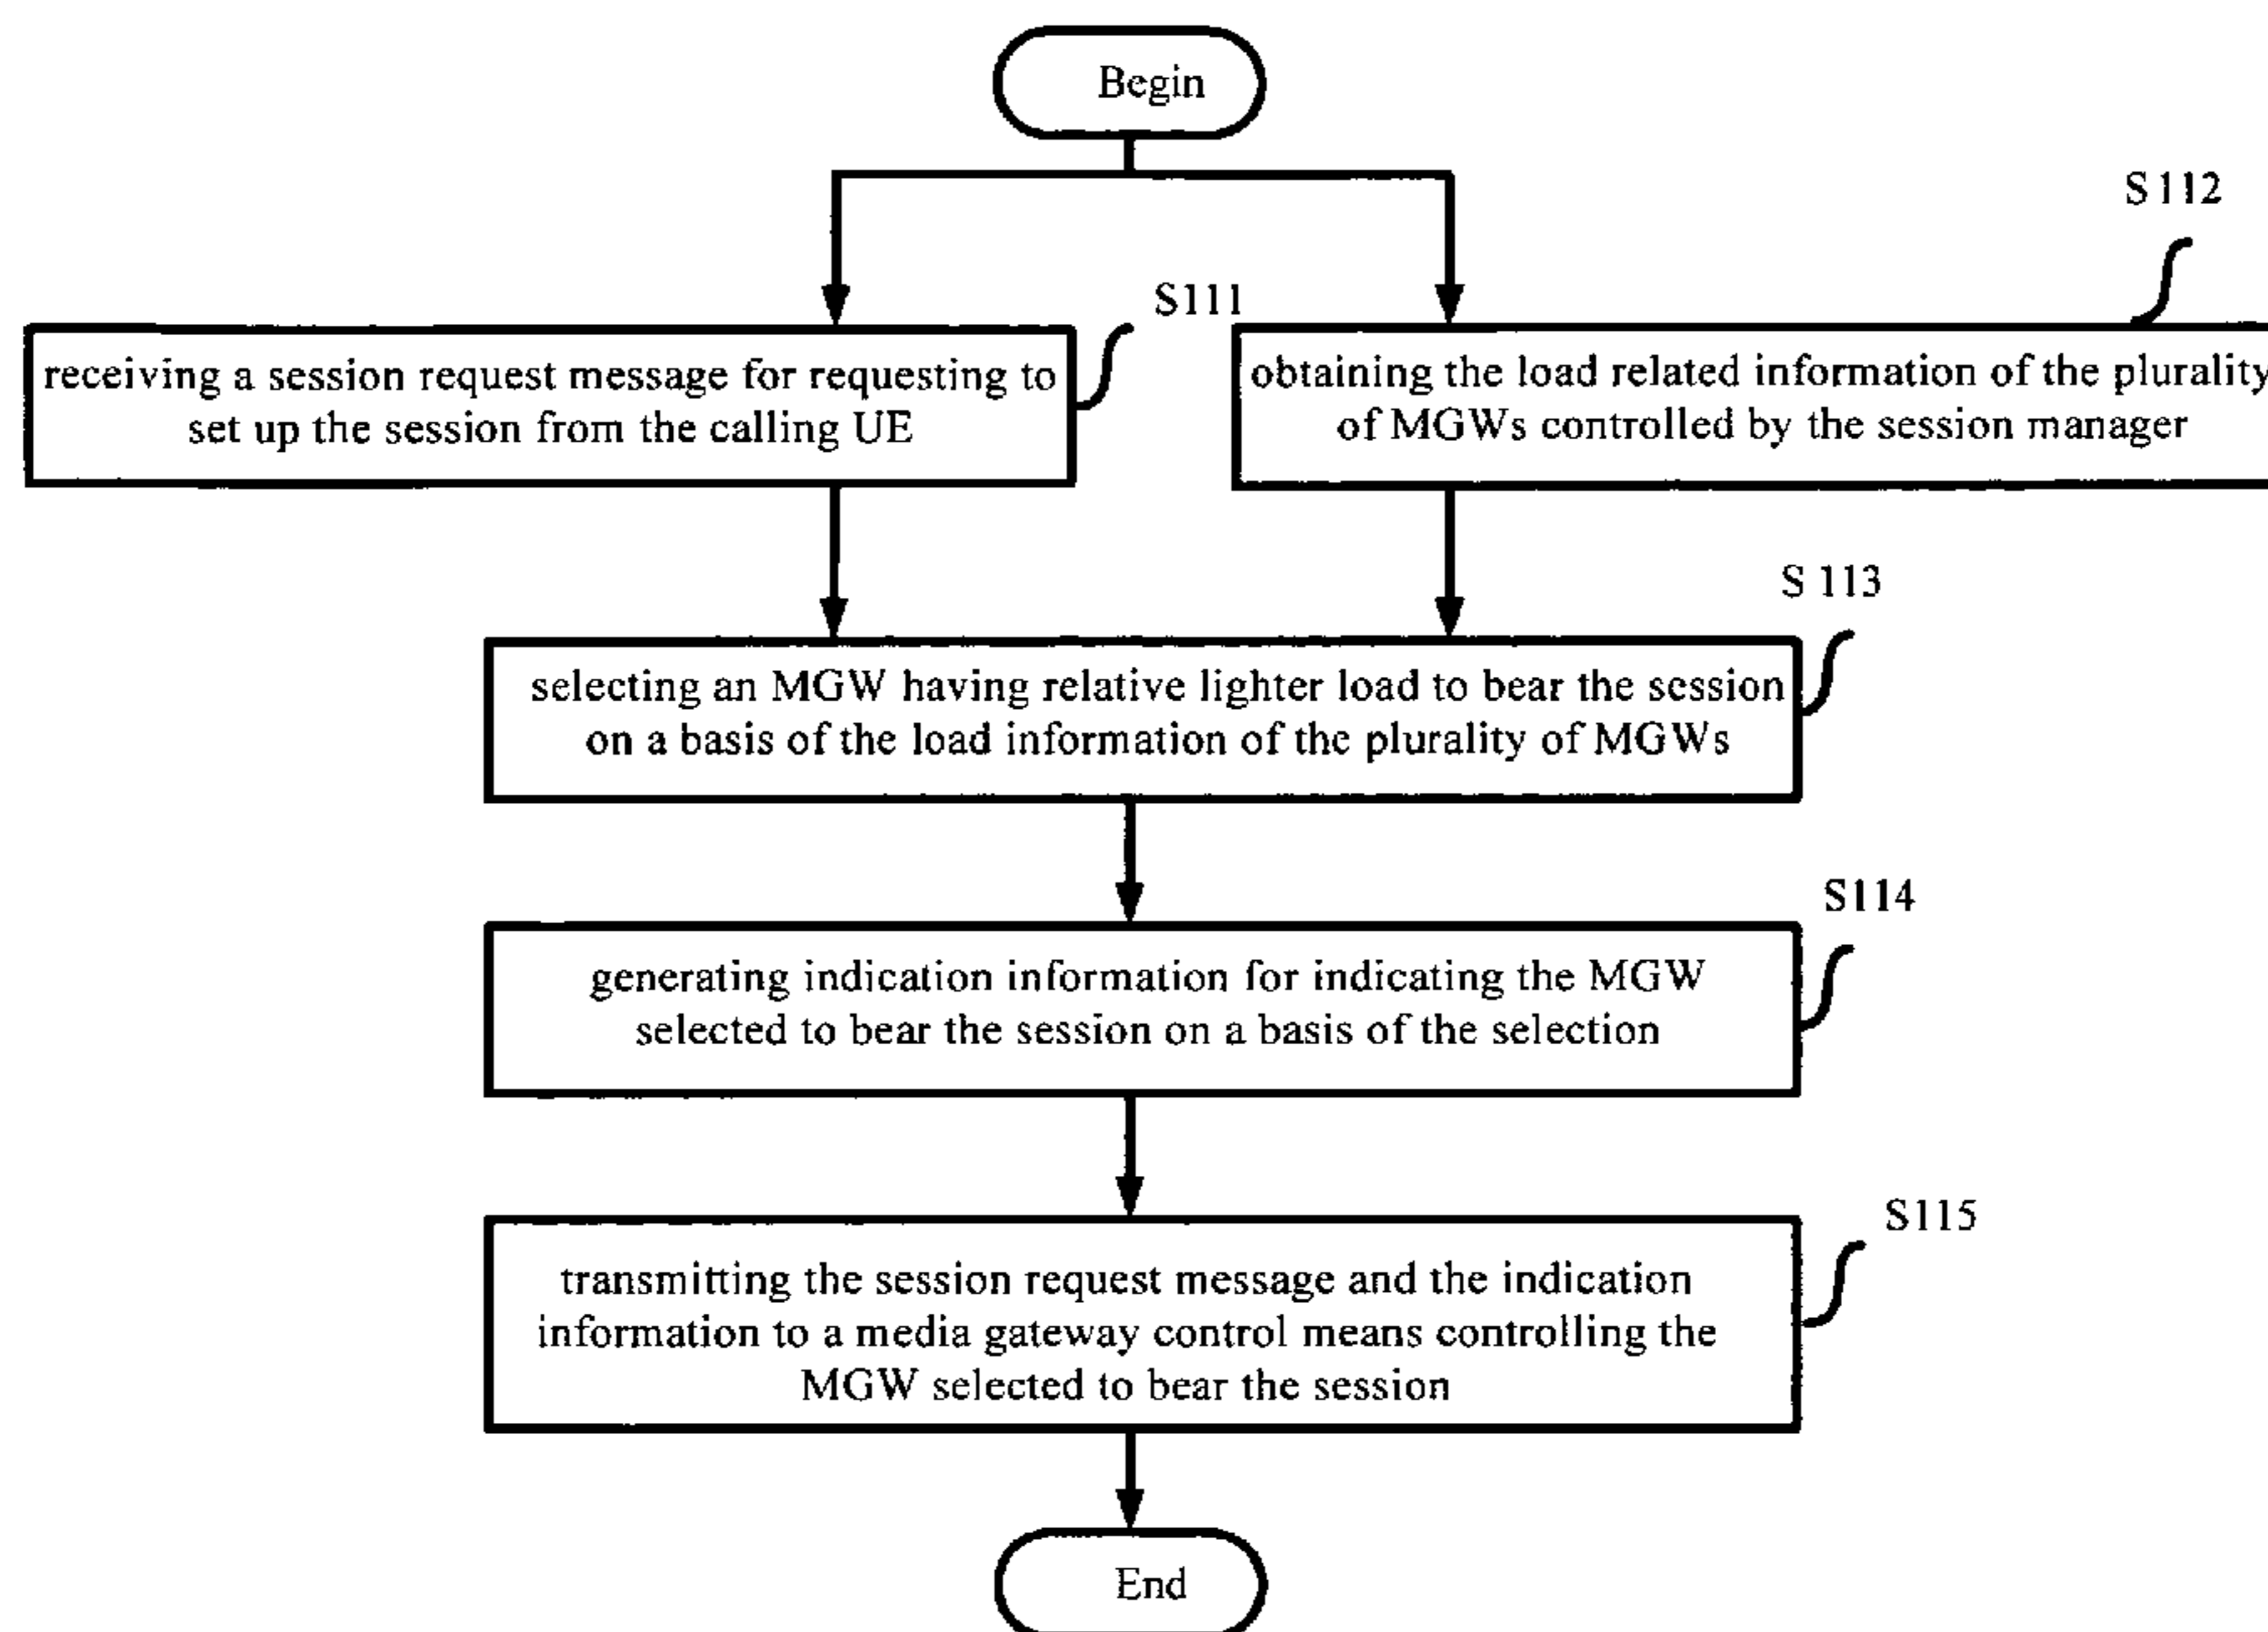 Begin
S 112
S111
receiving a session request message for requesting to
set up the session from the calling UE
obtaining the load related information of the plurality
of MGWs controlled by the session manager
S 113
selecting an MGW having relative lighter load to bear the session
on a basis of the load information of the plurality of MGWs
S114
generating indication information for indicating the MGW
selected to bear the session on a basis of the selection
S115
transmitting the session request message and the indication
information to a media gateway control means controlling the
MGW selected to bear the session
End